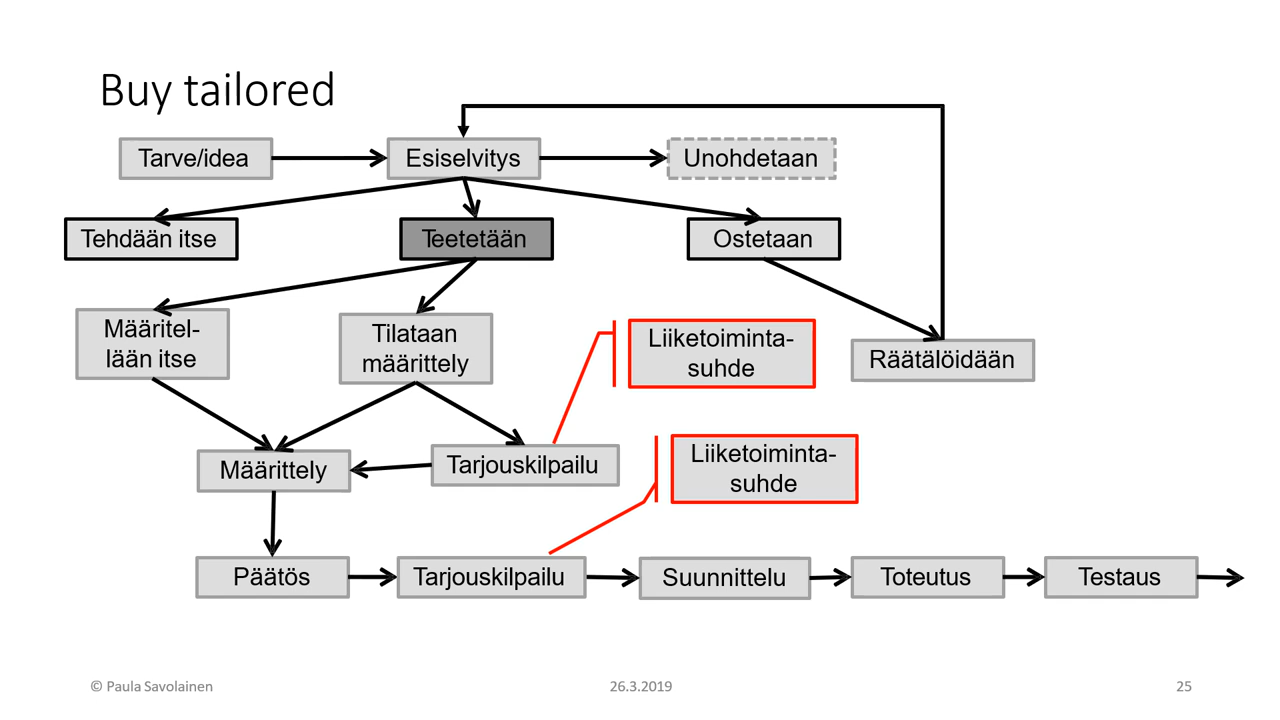 Buy tailored
Tarve/idea
Esiselvitys
Unohdetaan
Tehdään itse
Teetetään
Ostetaan
Määritel-
lään itse
Tilataan
määrittely
Liiketoiminta-
suhde
Räätälöidään
Määrittely
Tarjouskilpailu
Liiketoiminta-
suhde
Päätös
Tarjouskilpailu
Suunnittelu
Toteutus
Testaus
© Paula Savolainen
26.3.2019
25